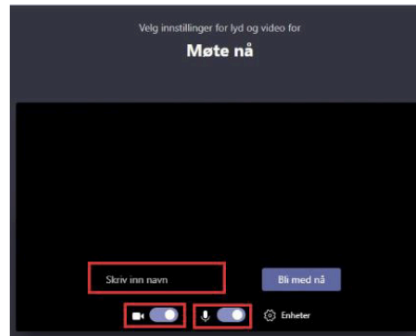 Velg innstillinger for lyd og video for
Møte nå
Skriv inn navn
Bli med nå
Enheter